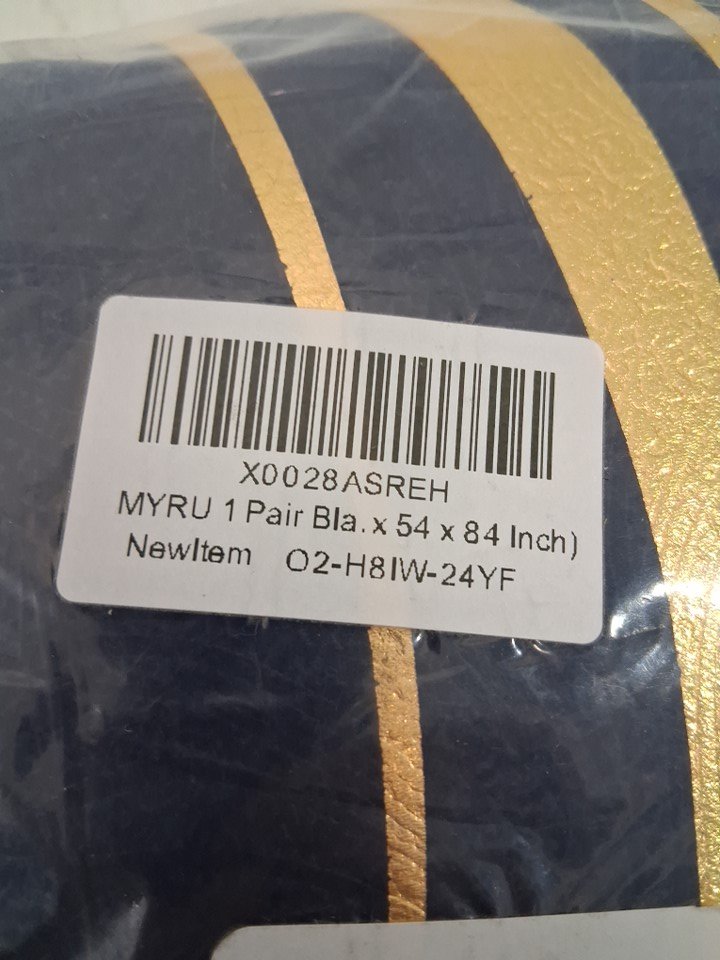 X0028ASREH
MYRU 1 Pair Bla. x 54 x 84 Inch)
NewItem O2-H8IW-24YF